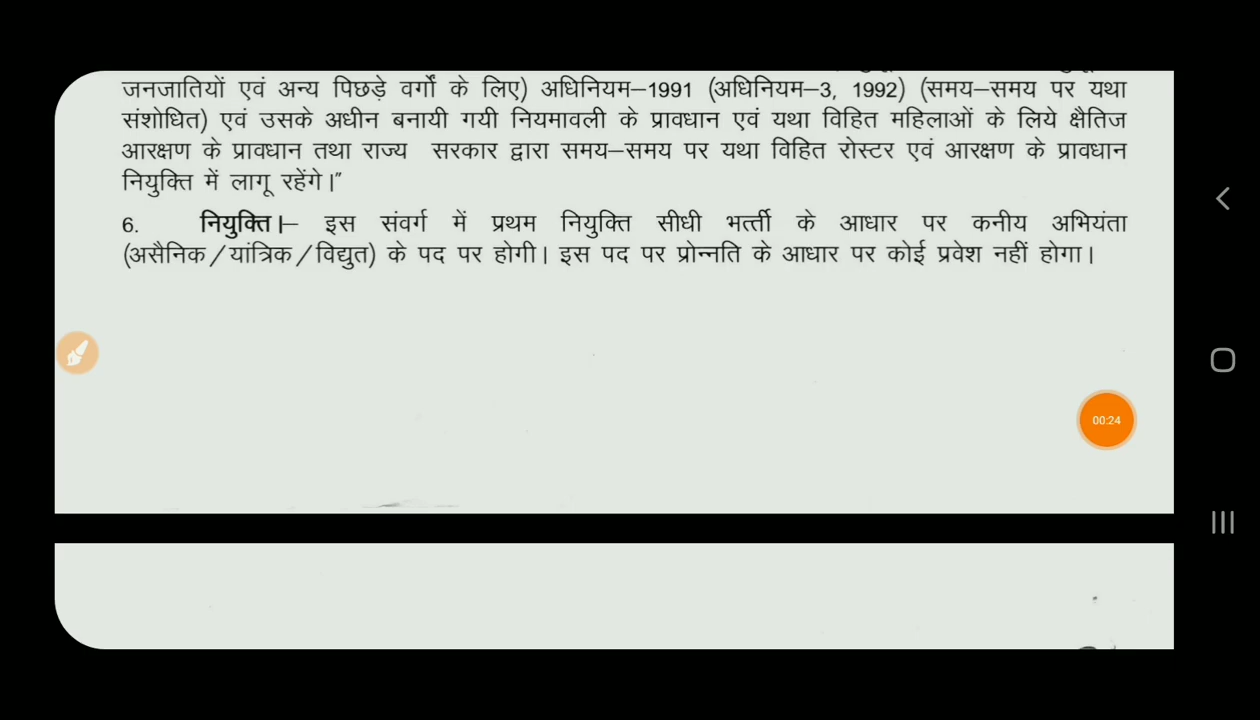 जनजातियों एवं अन्य पिछड़े वर्गों के लिए) अधिनियम–1991 (अधिनियम–3, 1992) (समय–समय पर यथा
संशोधित) एवं उसके अधीन बनायी गयी नियमावली के प्रावधान एवं यथा विहित महिलाओं के लिये क्षैतिज
आरक्षण के प्रावधान तथा राज्य सरकार द्वारा समय–समय पर यथा विहित रोस्टर एवं आरक्षण के प्रावधान
नियुक्ति में लागू रहेंगे।”
6. नियुक्ति।– इस संवर्ग में प्रथम नियुक्ति सीधी भर्त्ती के आधार पर कनीय अभियंता
(असैनिक/यांत्रिक/विद्युत) के पद पर होगी। इस पद पर प्रोन्नति के आधार पर कोई प्रवेश नहीं होगा।
00:24